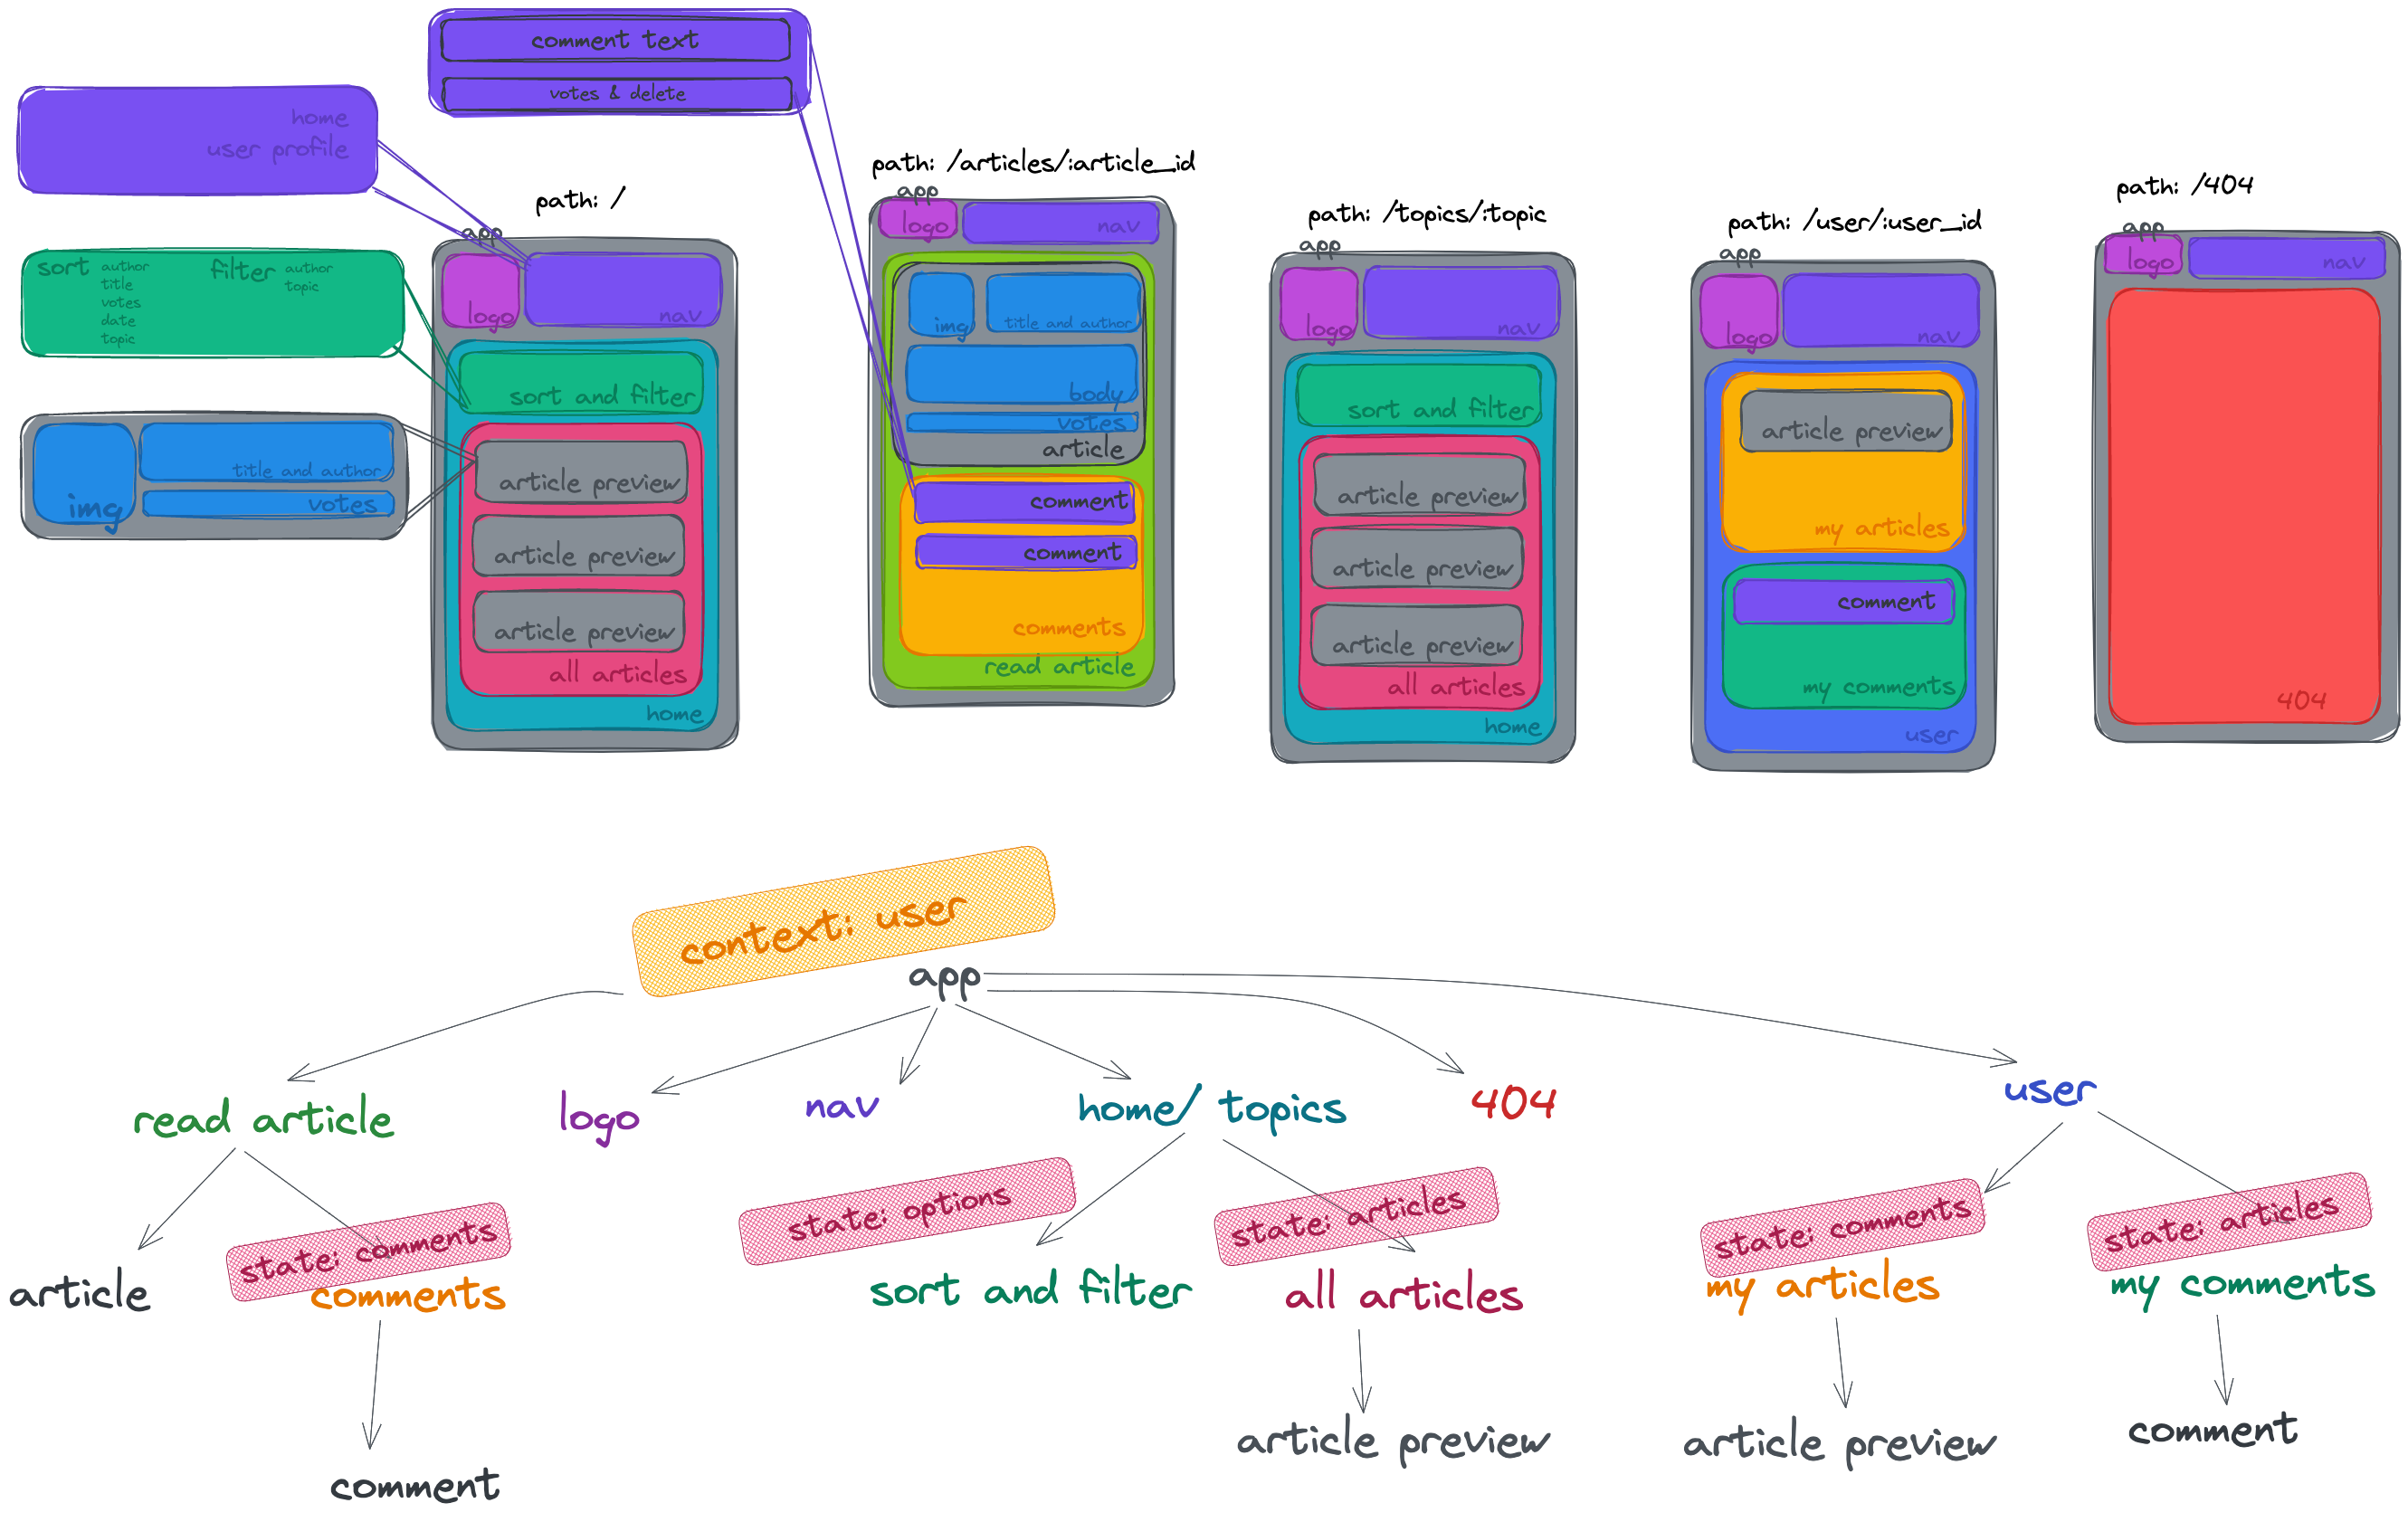 comment text
votes & delete
home
user profile
sort
author
title
votes
date
topic
filter
author
topic
img
title and author
votes
path: /
app
logo
nav
sort and filter
article preview
article preview
article preview
all articles
home
path: /articles/:article_id
app
logo
nav
img
title and author
body
votes
article
comment
comment
comments
read article
path: /topics/:topic
app
logo
nav
sort and filter
article preview
article preview
article preview
all articles
home
path: /user/:user_id
app
logo
nav
article preview
my articles
comment
my comments
user
path: /404
app
logo
nav
404
context: user
app
read article
logo
nav
home/ topics
404
user
state: comments
state: options
state: articles
state: comments
state: articles
article
comments
sort and filter
all articles
my articles
my comments
comment
article preview
article preview
comment